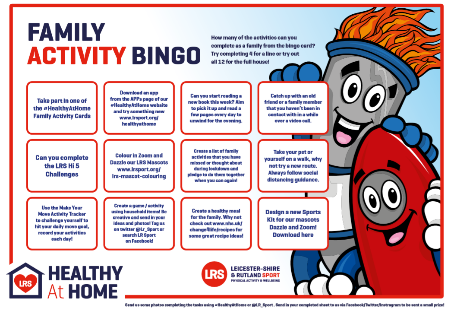 FAMILY
ACTIVITY BINGO
How many of the activities can you
complete as a family from the bingo card?
Try completing 4 for a line or try out
all 12 for the full house!
Take part in one of
the #HealthyAtHome
Family Activity Cards
Download an app
from the APPs page of our
#HealthyAtHome website
and try something new
www.lrsport.org/
healthyathome
Can you start reading a
new book this week? Aim
to pick it up and read a
few pages every day to
unwind for the evening.
Catch up with an old
friend or a family member
that you haven't been in
contact with in a while
over a video call.
Can you complete
the LRS Hi 5
Challenges
Colour in Zoom and
Dazzle our LRS Mascots
www.lrsport.org/
lrs-mascot-colouring
Create a list of family
activities that you have
missed or thought about
during lockdown and
pledge to do them together
when you can again!
Take your pet or
yourself on a walk, why
not try a new route.
Always follow social
distancing guidance.
Use the Make Your
Move Activity Tracker
to challenge yourself to
hit your daily move goal,
record your activities
each day!
Create a game / activity
using household items! Be
creative and send in your
videos and photos! Tag us
on twitter @Lr_Sport or
search LR Sport
on Facebook!
Create a healthy meal
for the family. Why not
check out www.nhs.uk/
change4life/recipes for
some great recipe ideas!
Design a new Sports
Kit for our mascots
Dazzle and Zoom!
Download here
LRS
HEALTHY
At HOME
LRS
LEICESTER-SHIRE
& RUTLAND SPORT
PHYSICAL ACTIVITY & WELLBEING
Send us some photos completing the tasks using #HealthyAtHome or @LR_Sport. Send in your completed sheet to us via Facebook/Twitter/Instragram to be sent a small prize!